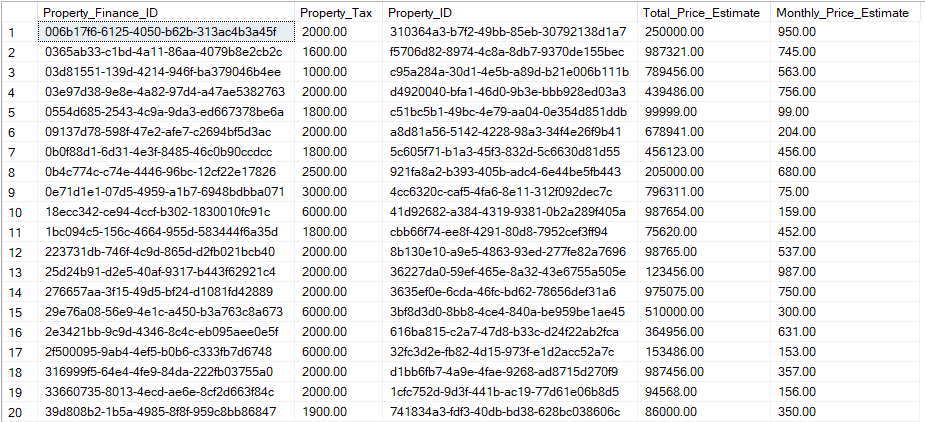 Property_Finance_ID Property_Tax Property_ID Total_Price_Estimate Monthly_Price_Estimate
1 006b17f6-6125-4050-b62b-313ac4b3a45f 2000.00 310364a3-b7f2-49bb-85eb-30792138d1a7 250000.00 950.00
2 0365ab33-c1bd-4a11-86aa-4079b8e2cb2c 1600.00 f5706d82-8974-4c8a-8db7-9370de155bec 987321.00 745.00
3 03d81551-139d-4214-946f-ba379046b4ee 1000.00 c95a284a-30d1-4e5b-a89d-b21e006b111b 789456.00 563.00
4 03e97d38-9e8e-4a82-97d4-a47ae5382763 2000.00 d4920040-bfa1-46d0-9b3e-bbb928ed03a3 439486.00 756.00
5 0554d685-2543-4c9a-9da3-ed667378be6a 1800.00 c51bc5b1-49bc-4e79-aa04-0e354d851ddb 99999.00 99.00
6 09137d78-598f-47e2-afe7-c2694bf5d3ac 2000.00 a8d81a56-5142-4228-98a3-34f4e26f9b41 678941.00 204.00
7 0b0f88d1-6d31-4e3f-8485-46c0b90ccdcc 1800.00 5c605f71-b1a3-45f3-832d-5c6630d81d55 456123.00 456.00
8 0b4c774c-c74e-4446-96bc-12cf22e17826 2500.00 921fa8a2-b393-405b-adc4-6e44be5fb443 205000.00 680.00
9 0e71d1e1-07d5-4959-a1b7-6948bdbba071 3000.00 4cc6320c-caf5-4fa6-8e11-312f092dec7c 796311.00 75.00
10 18ecc342-ce94-4ccf-b302-1830010fc91c 6000.00 41d92682-a384-4319-9381-0b2a289f405a 987654.00 159.00
11 1bc094c5-156c-4664-955d-583444f6a35d 1800.00 cbb66f74-ee8f-4291-80d8-7952cef3ff94 75620.00 452.00
12 223731db-746f-4c9d-865d-d2fb021bcb40 2000.00 8b130e10-a9e5-4863-93ed-277fe82a7696 98765.00 537.00
13 25d24b91-d2e5-40af-9317-b443f62921c4 2000.00 36227da0-59ef-465e-8a32-43e6755a505e 123456.00 987.00
14 276657aa-3f15-49d5-bf24-d1081fd42889 2000.00 3635ef0e-6cda-46fc-bd62-78656def31a6 975075.00 750.00
15 29e76a08-56e9-4e1c-a450-b3a763c8a673 6000.00 3bf8d3d0-8bb8-4ce4-840a-be959be1ae45 510000.00 300.00
16 2e3421bb-9c9d-4346-8c4c-eb095aee0e5f 2000.00 616ba815-c2a7-47d8-b33c-d24f22ab2fca 364956.00 631.00
17 2f500095-9ab4-4ef5-b0b6-c333fb7d6748 6000.00 32fc3d2e-fb82-4d15-973f-e1d2acc52a7c 153486.00 153.00
18 316999f5-64e4-4fe9-84da-222fb03755a0 2000.00 d1bb6fb7-4a9e-4fae-9268-ad8715d270f9 987456.00 357.00
19 33660735-8013-4ecd-ae6e-8cf2d663f84c 2000.00 1cfc752d-9d3f-441b-ac19-77d61e06b8d5 94568.00 156.00
20 39d808b2-1b5a-4985-8f8f-959c8bb86847 1900.00 741834a3-fdf3-40db-bd38-628bc038606c 86000.00 350.00